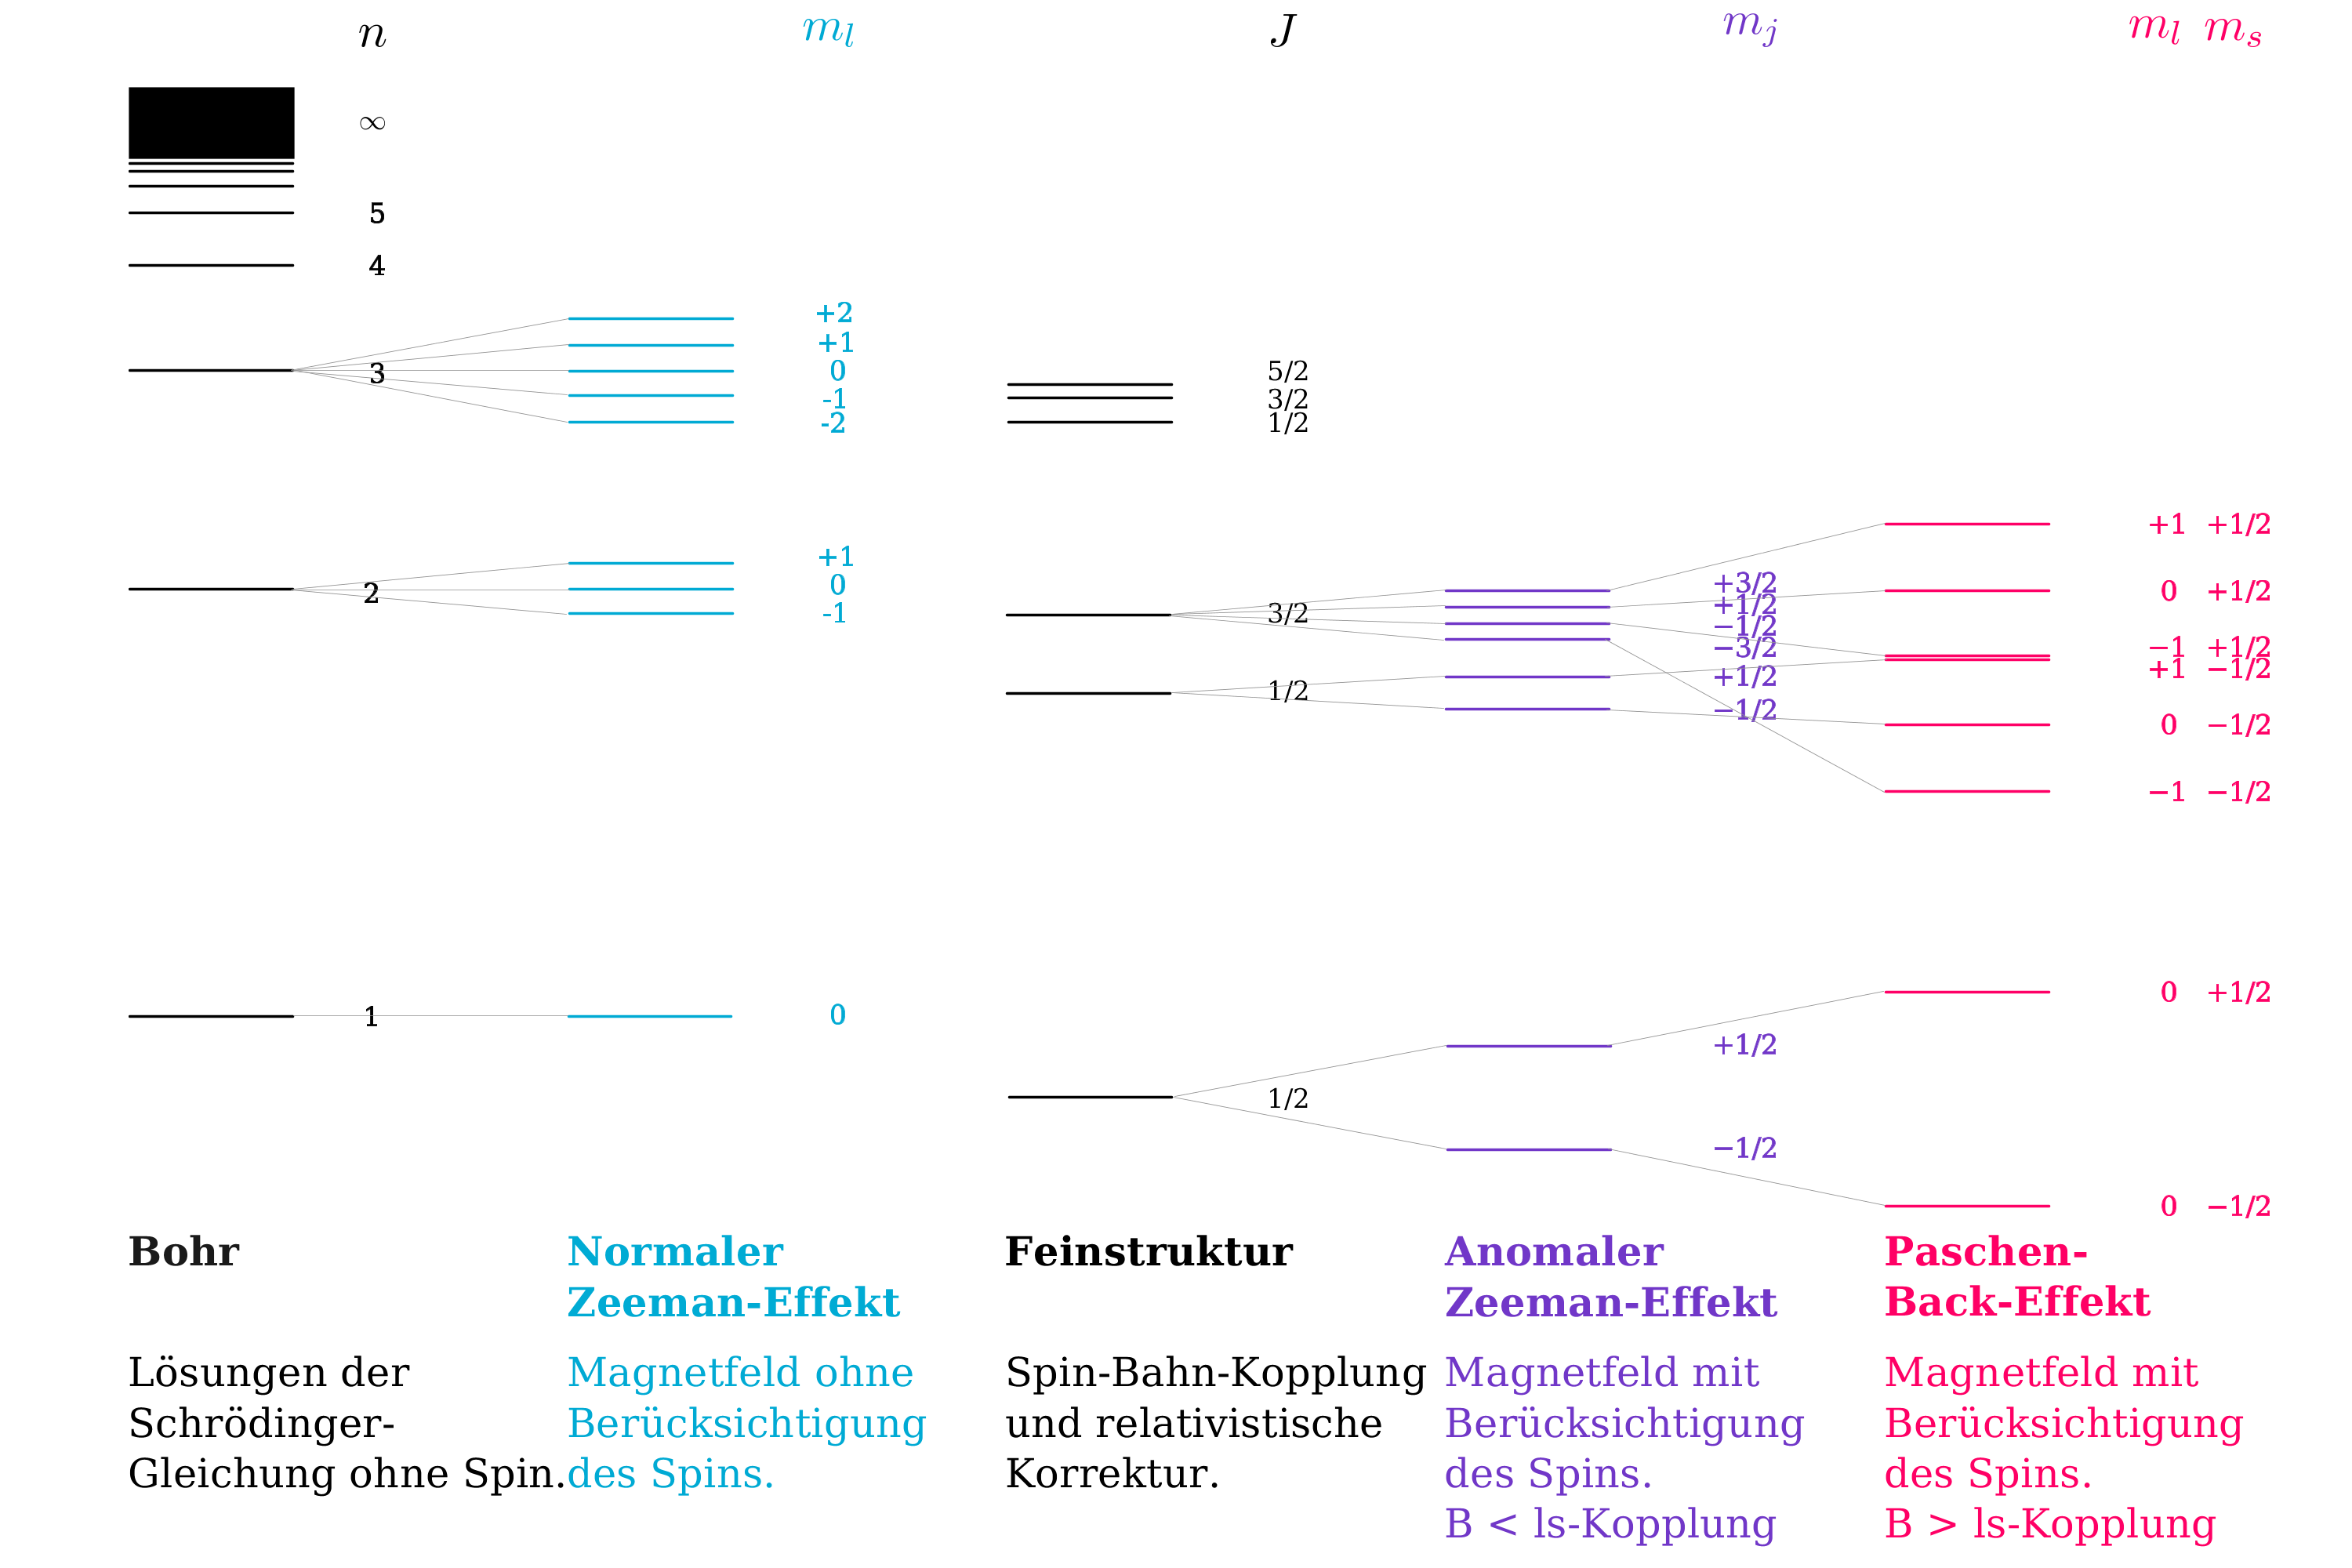 n m_l J m_j m_l m_s
∞
5
4
+2
+1
3 0 5/2
-1 3/2
-2 1/2
+1 +1/2
+1 +3/2
2 0 0 +1/2
+1/2
-1 3/2 −1/2
−3/2 −1 +1/2
+1/2 +1 −1/2
1/2
−1/2 0 −1/2
−1 −1/2
0 +1/2
1 0
+1/2
1/2
−1/2
0 −1/2
Bohr
Normaler
Zeeman-Effekt
Feinstruktur
Anomaler
Zeeman-Effekt
Paschen-
Back-Effekt
Lösungen der
Schrödinger-
Gleichung ohne Spin.
Magnetfeld ohne
Berücksichtigung
des Spins.
Spin-Bahn-Kopplung
und relativistische
Korrektur.
Magnetfeld mit
Berücksichtigung
des Spins.
B < ls-Kopplung
Magnetfeld mit
Berücksichtigung
des Spins.
B > ls-Kopplung